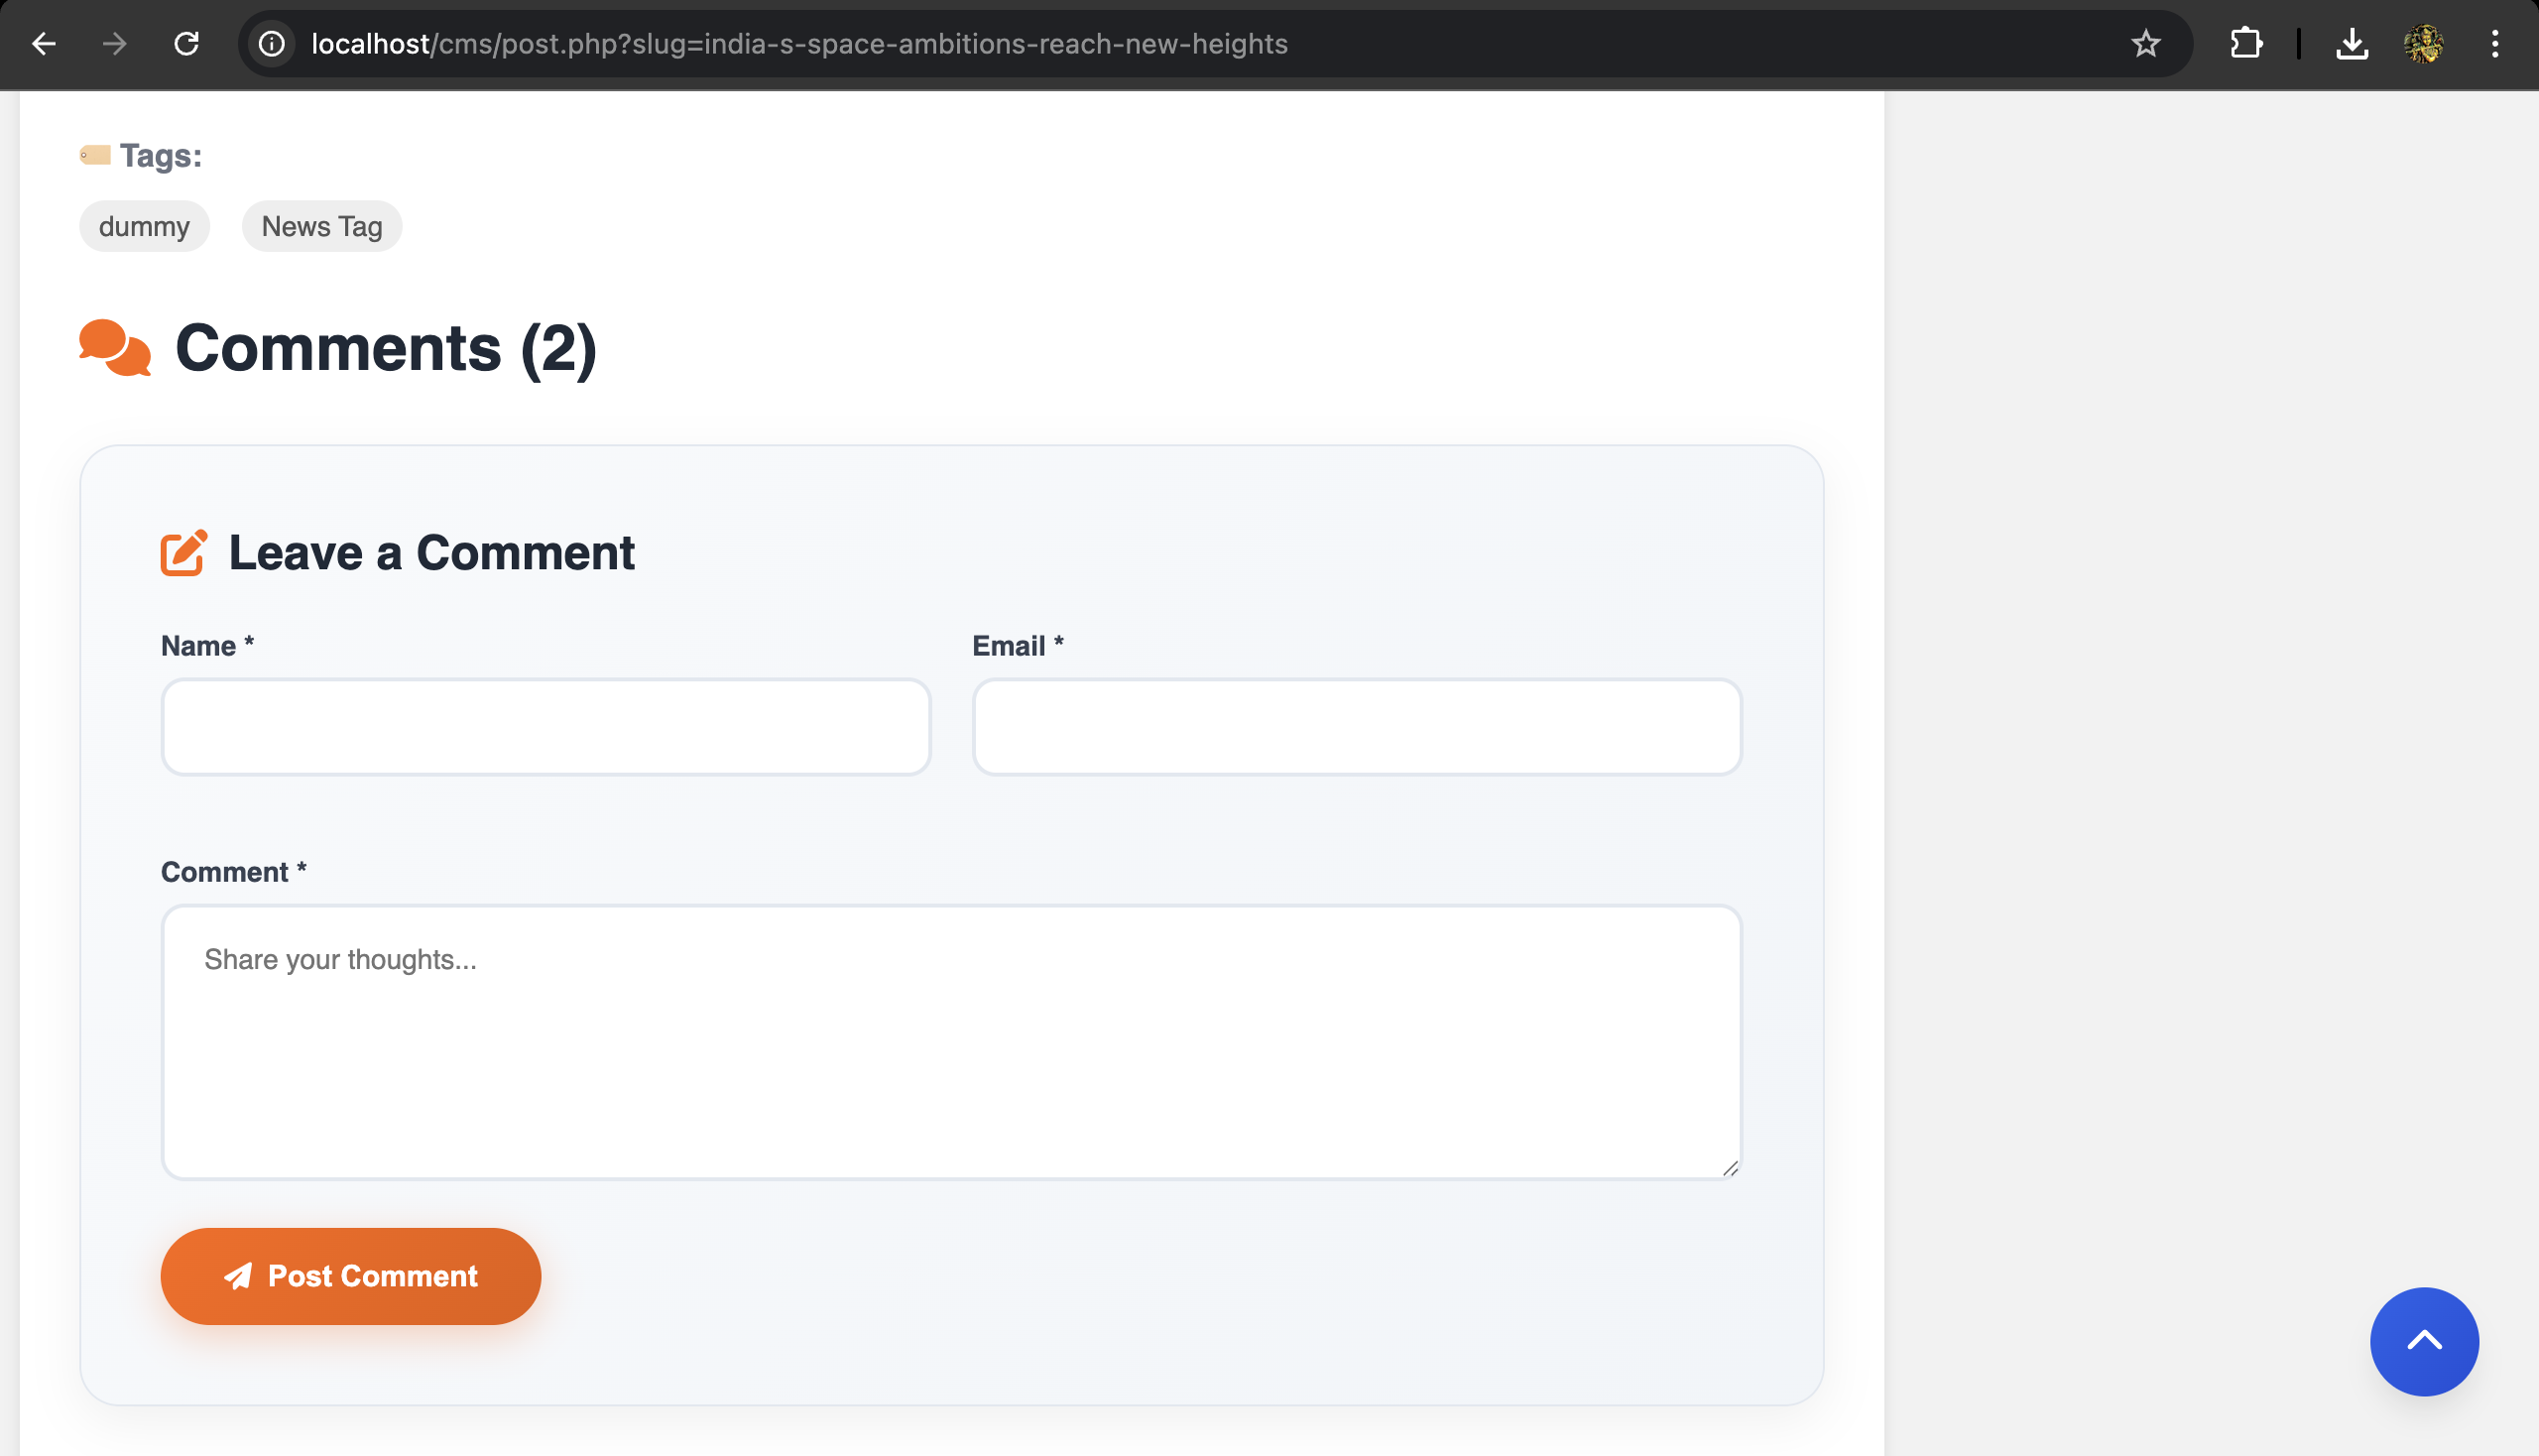 localhost/cms/post.php?slug=india-s-space-ambitions-reach-new-heights
Tags:
dummy News Tag
Comments (2)
Leave a Comment
Name * Email *
Comment *
Share your thoughts...
Post Comment